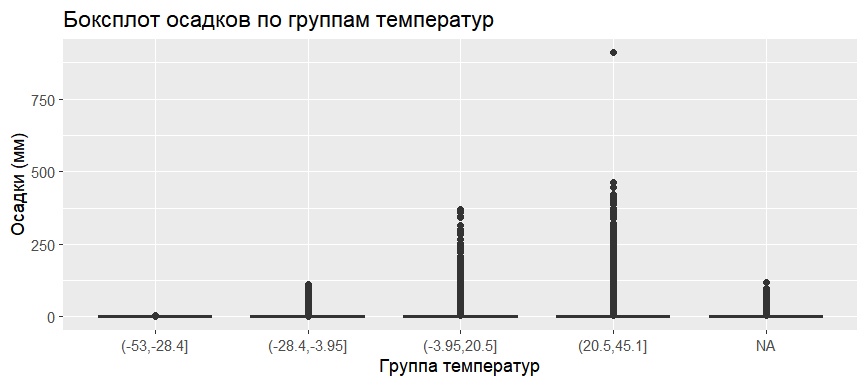 Боксплот осадков по группам температур
Осадки (мм)
750
500
250
0
(-53,-28.4]
(-28.4,-3.95]
(-3.95,20.5]
(20.5,45.1]
NA
Группа температур